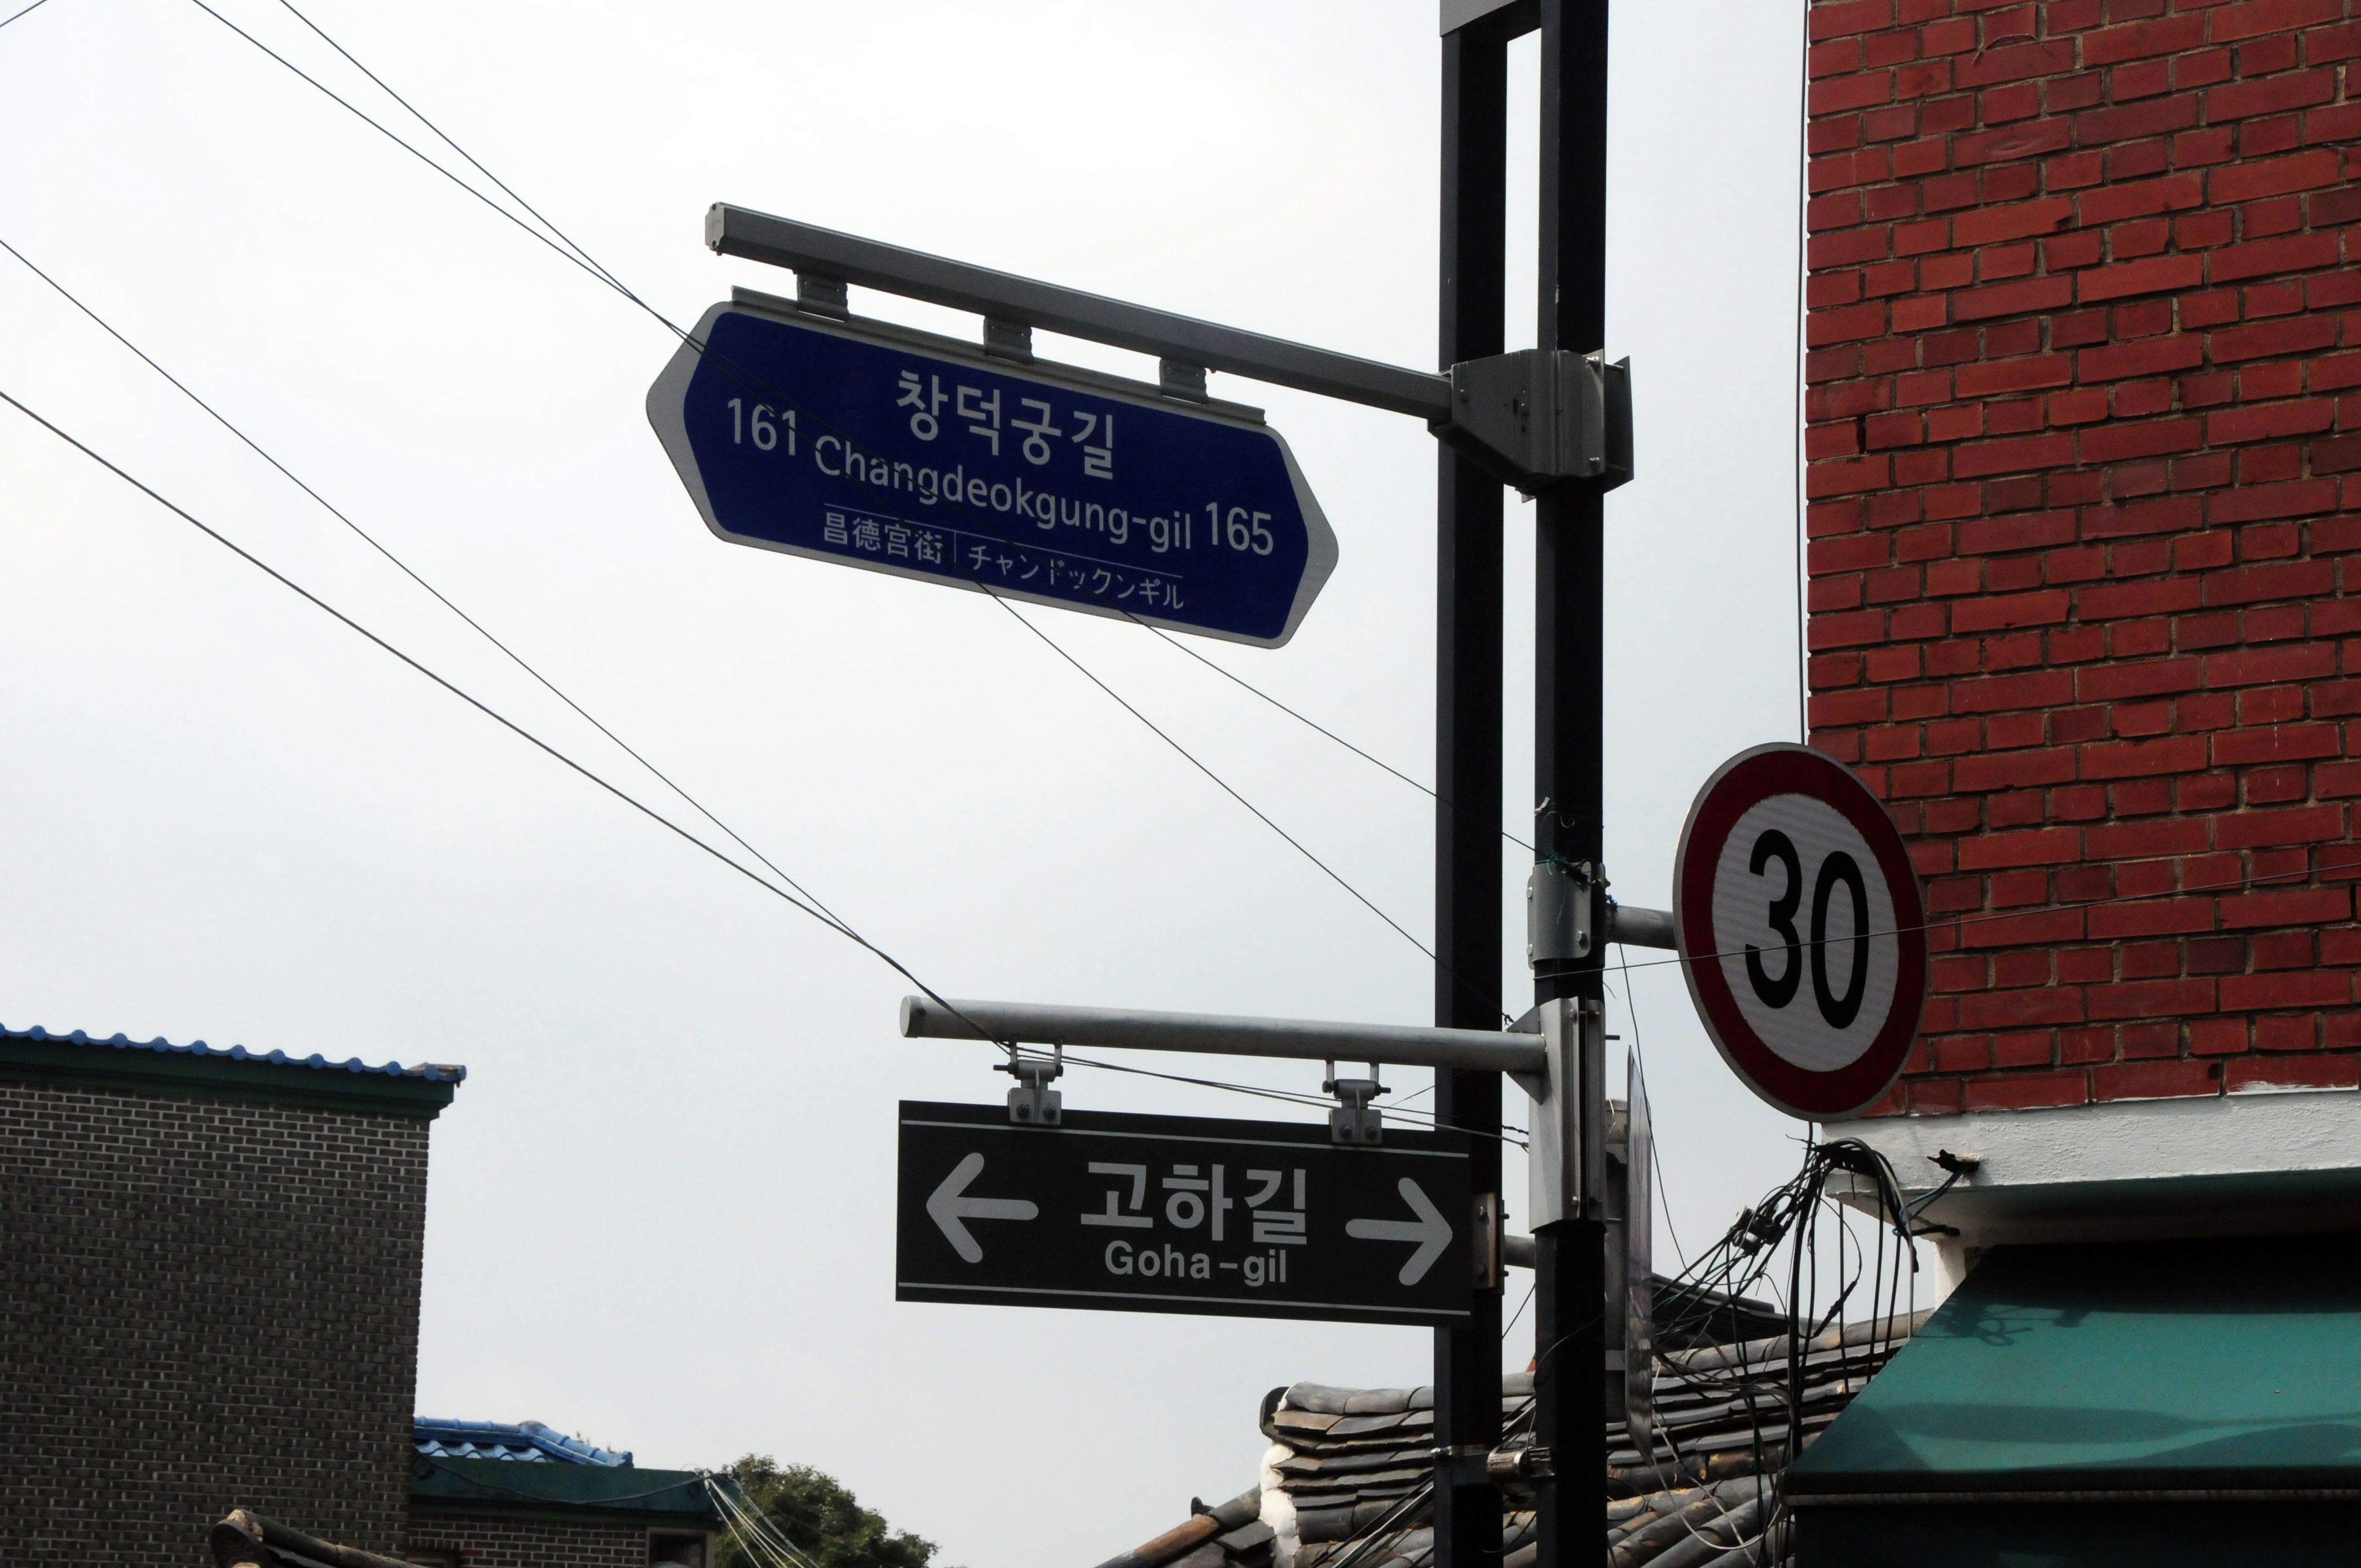 창덕궁길
161 Changdeokgung-gil 165
昌德宫街 | チャンドックンギル
30
← 고하길 →
Goha-gil